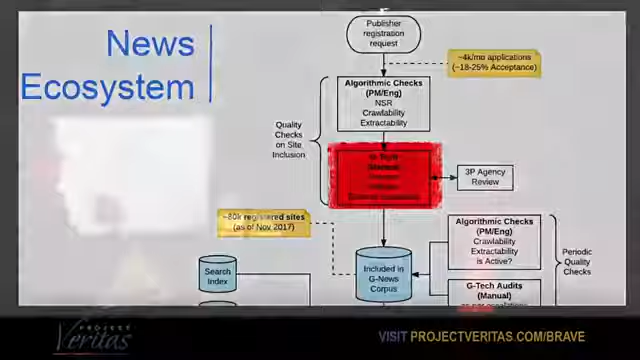 News
Ecosystem
Publisher
registration
request
~4k/mo applications
(~18-25% Acceptance)
Algorithmic Checks
(PM/Eng)
NSR
Crawlability
Extractability
Quality
Checks
on Site
Inclusion
3P Agency
Review
~80k registered sites
(as of Nov 2017)
Algorithmic Checks
(PM/Eng)
Crawlability
Extractability
is Active?
Periodic
Quality
Checks
Included in
G-News
Corpus
Search
Index
G-Tech Audits
(Manual)
PROJECT
Veritas
VISIT PROJECTVERITAS.COM/BRAVE